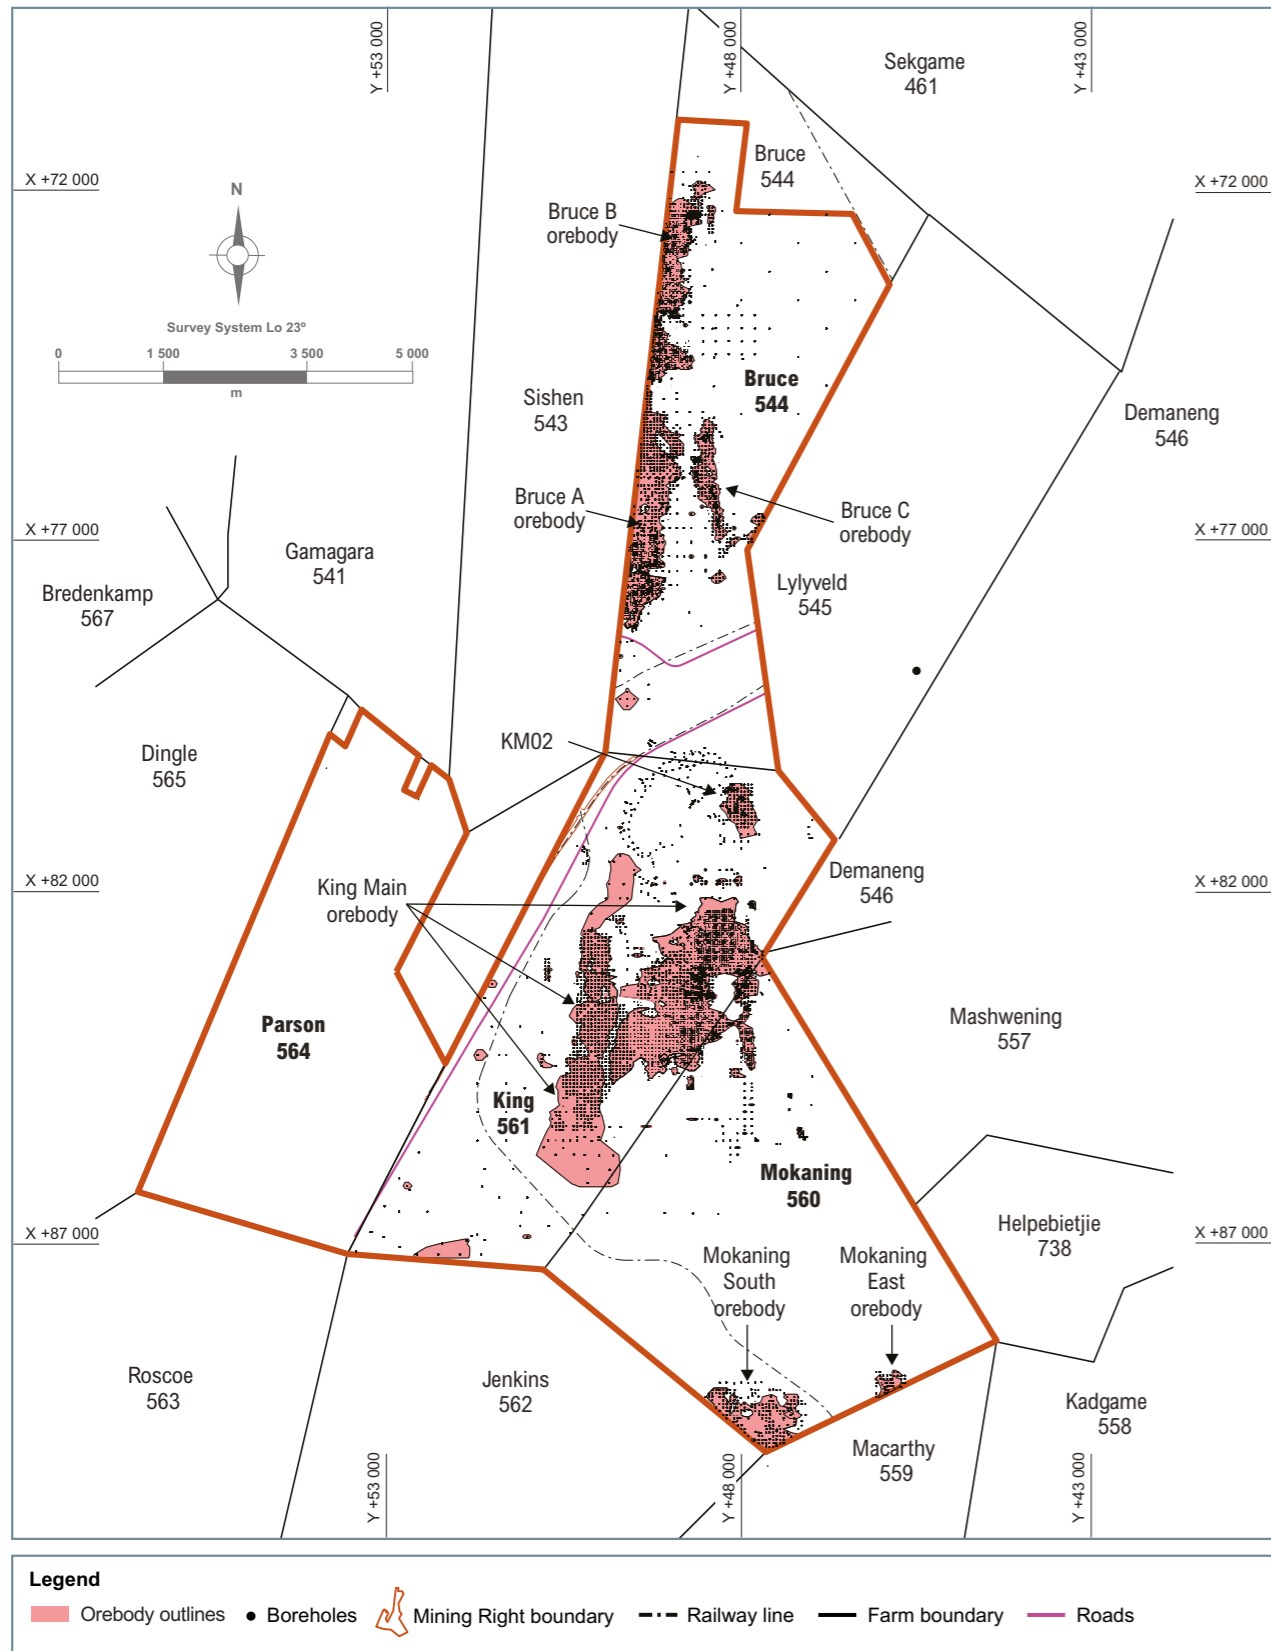 Y +53 000
Y +48 000
Y +43 000
Sekgame
461
Bruce
544
X +72 000
X +72 000
N
Bruce B
orebody
Survey System Lo 23º
0
1 500
3 500
5 000
m
Bruce
544
Sishen
543
Demaneng
546
Bruce A
orebody
Bruce C
orebody
X +77 000
X +77 000
Gamagara
541
Bredenkamp
567
Lylyveld
545
KM02
Dingle
565
X +82 000
X +82 000
Demaneng
546
King Main
orebody
Parson
564
Mashwening
557
King
561
Mokaning
560
Helpebietjie
738
X +87 000
X +87 000
Mokaning
South
orebody
Mokaning
East
orebody
Roscoe
563
Jenkins
562
Kadgame
558
Macarthy
559
Y +53 000
Y +48 000
Y +43 000
Legend
Orebody outlines
Boreholes
Mining Right boundary
Railway line
Farm boundary
Roads